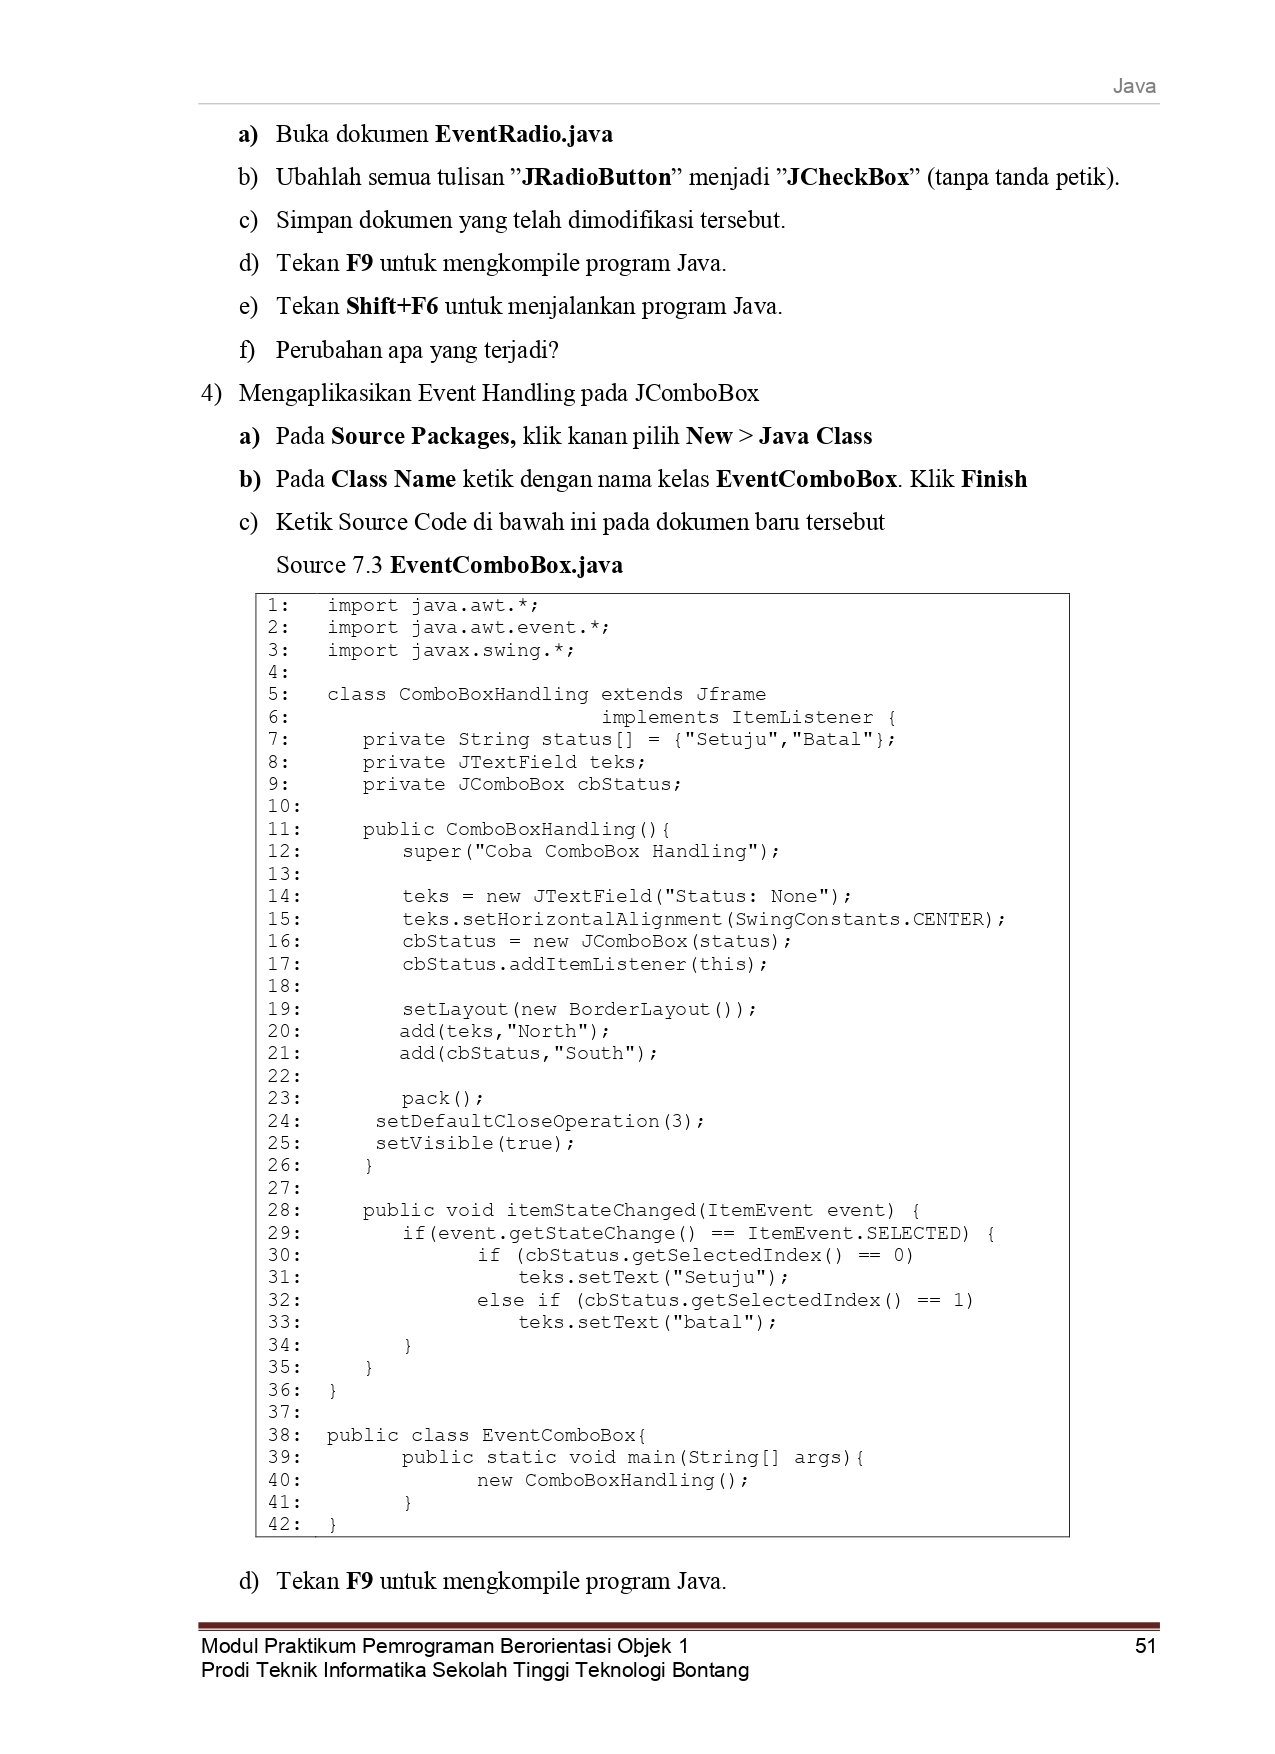 Java
a) Buka dokumen EventRadio.java
b) Ubahlah semua tulisan ”JRadioButton” menjadi ”JCheckBox” (tanpa tanda petik).
c) Simpan dokumen yang telah dimodifikasi tersebut.
d) Tekan F9 untuk mengkompile program Java.
e) Tekan Shift+F6 untuk menjalankan program Java.
f) Perubahan apa yang terjadi?
4) Mengaplikasikan Event Handling pada JComboBox
a) Pada Source Packages, klik kanan pilih New > Java Class
b) Pada Class Name ketik dengan nama kelas EventComboBox. Klik Finish
c) Ketik Source Code di bawah ini pada dokumen baru tersebut
Source 7.3 EventComboBox.java
1: import java.awt.*;
2: import java.awt.event.*;
3: import javax.swing.*;
4:
5: class ComboBoxHandling extends Jframe
6: implements ItemListener {
7: private String status[] = {"Setuju","Batal"};
8: private JTextField teks;
9: private JComboBox cbStatus;
10:
11: public ComboBoxHandling(){
12: super("Coba ComboBox Handling");
13:
14: teks = new JTextField("Status: None");
15: teks.setHorizontalAlignment(SwingConstants.CENTER);
16: cbStatus = new JComboBox(status);
17: cbStatus.addItemListener(this);
18:
19: setLayout(new BorderLayout());
20: add(teks,"North");
21: add(cbStatus,"South");
22:
23: pack();
24: setDefaultCloseOperation(3);
25: setVisible(true);
26: }
27:
28: public void itemStateChanged(ItemEvent event) {
29: if(event.getStateChange() == ItemEvent.SELECTED) {
30: if (cbStatus.getSelectedIndex() == 0)
31: teks.setText("Setuju");
32: else if (cbStatus.getSelectedIndex() == 1)
33: teks.setText("batal");
34: }
35: }
36: }
37:
38: public class EventComboBox{
39: public static void main(String[] args){
40: new ComboBoxHandling();
41: }
42: }
d) Tekan F9 untuk mengkompile program Java.
Modul Praktikum Pemrograman Berorientasi Objek 1 51
Prodi Teknik Informatika Sekolah Tinggi Teknologi Bontang